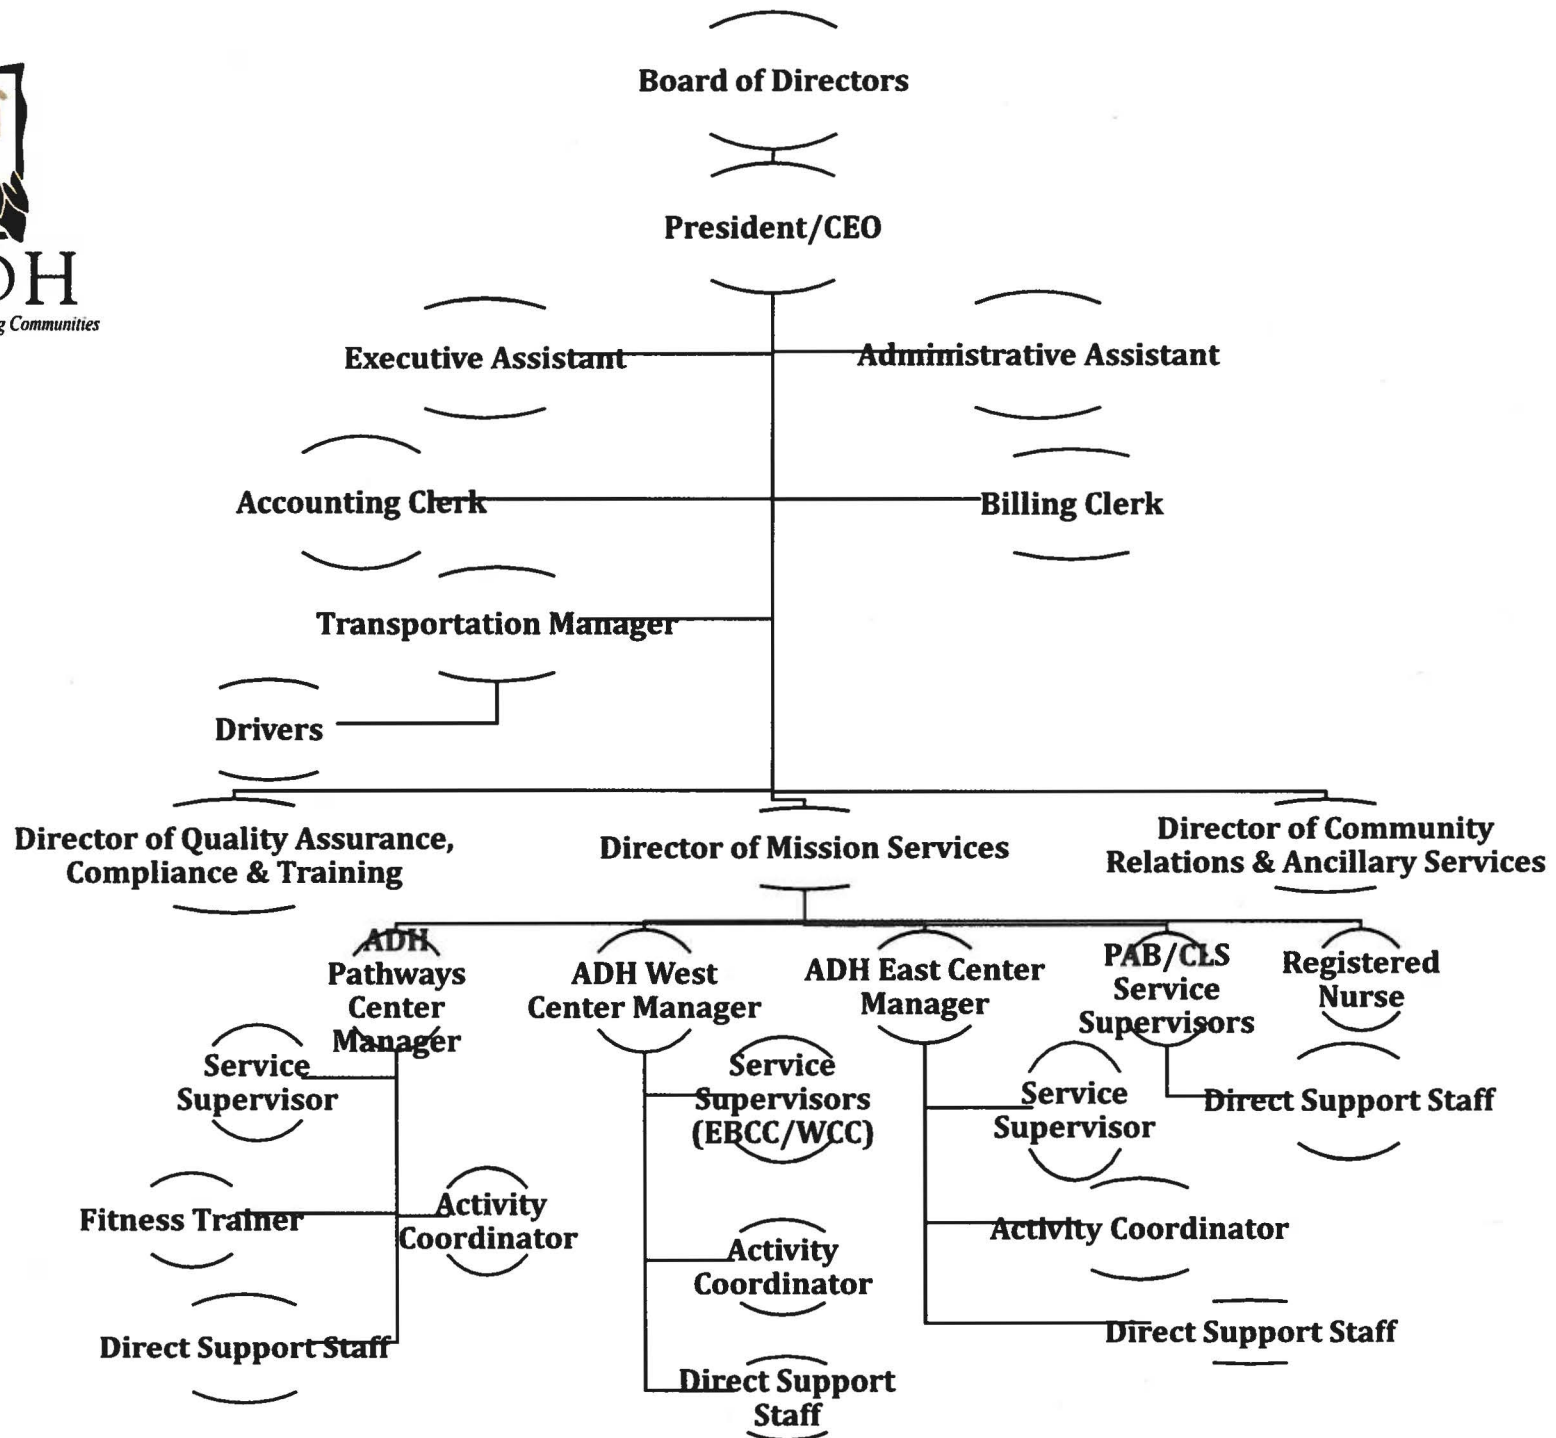 Board of Directors
President/CEO
DH
Communities
Executive Assistant
Administrative Assistant
Accounting Clerk
Billing Clerk
Transportation Manager
Drivers
Director of Quality Assurance,
Compliance & Training
Director of Mission Services
Director of Community
Relations & Ancillary Services
ADH
Pathways
Center
Manager
ADH West
Center Manager
ADH East Center
Manager
PAB/CLS
Service
Supervisors
Registered
Nurse
Service
Supervisor
Service
Supervisors
(EBCC/WCC)
Service
Supervisor
Direct Support Staff
Fitness Trainer
Activity
Coordinator
Activity
Coordinator
Activity Coordinator
Direct Support Staff
Direct Support
Staff
Direct Support Staff